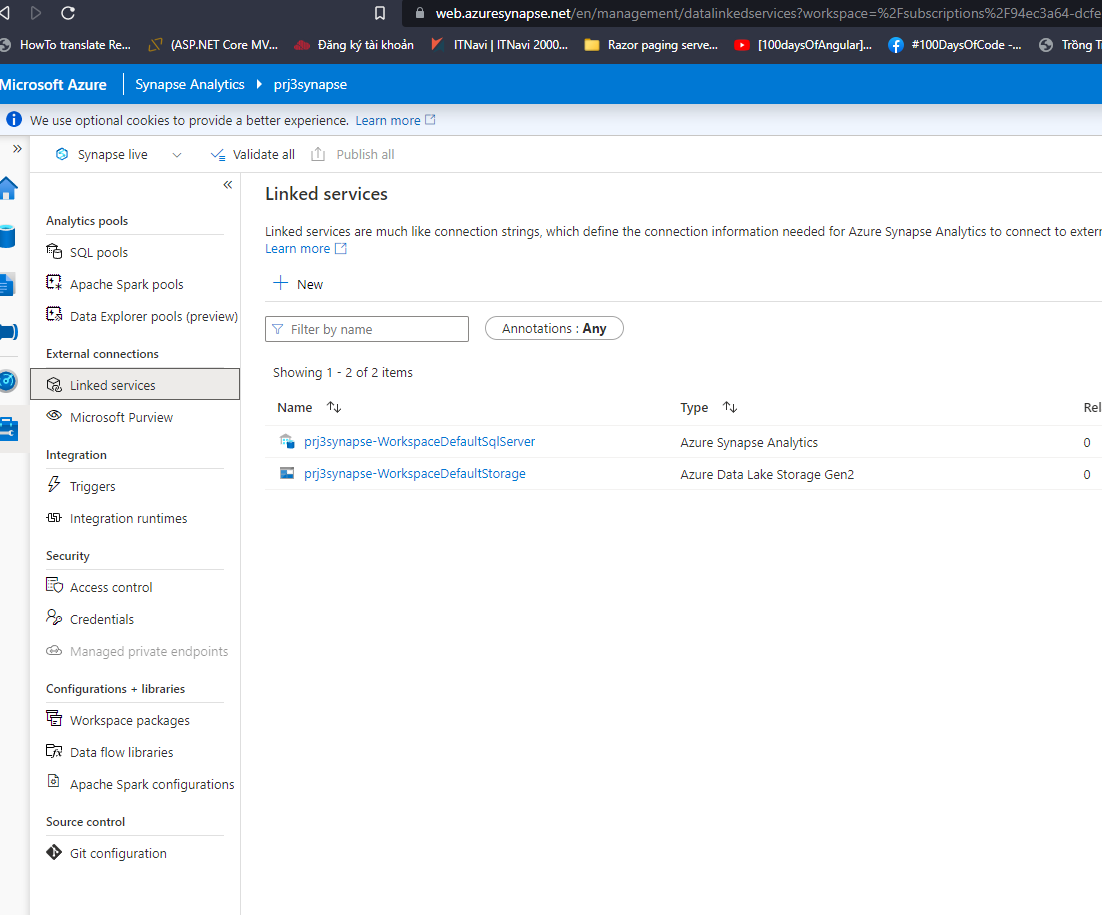 web.azuresynapse.net/en/management/datalinkedservices?workspace=%2Fsubscriptions%2F94ec3a64-dcfe
HowTo translate Re... (ASP.NET Core MV... Đăng ký tài khoản ITNavi | ITNavi 2000... Razor paging serve... [100daysOfAngular]... #100DaysOfCode -... Trồng T
Microsoft Azure Synapse Analytics prj3synapse
We use optional cookies to provide a better experience. Learn more
Synapse live Validate all Publish all
Analytics pools
SQL pools
Apache Spark pools
Data Explorer pools (preview)
External connections
Linked services
Microsoft Purview
Integration
Triggers
Integration runtimes
Security
Access control
Credentials
Managed private endpoints
Configurations + libraries
Workspace packages
Data flow libraries
Apache Spark configurations
Source control
Git configuration
Linked services
Linked services are much like connection strings, which define the connection information needed for Azure Synapse Analytics to connect to exter
Learn more
New
Filter by name Annotations : Any
Showing 1 - 2 of 2 items
Name Type Rel
prj3synapse-WorkspaceDefaultSqlServer Azure Synapse Analytics 0
prj3synapse-WorkspaceDefaultStorage Azure Data Lake Storage Gen2 0